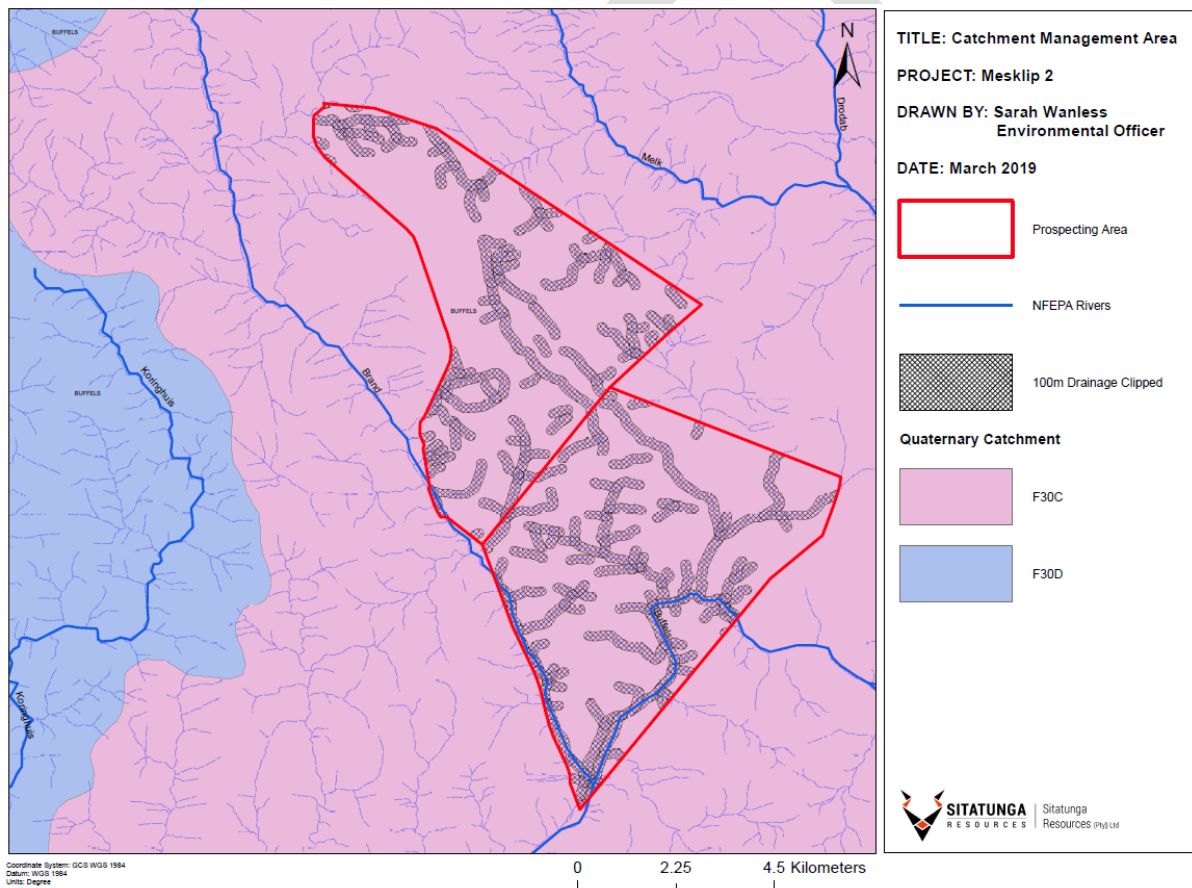 BUFFELS
N
Drodab
Melk
BUFFELS
Koringhuis
Brand
BUFFELS
Buffels
Koringhuis
TITLE: Catchment Management Area
PROJECT: Mesklip 2
DRAWN BY: Sarah Wanless
Environmental Officer
DATE: March 2019
Prospecting Area
NFEPA Rivers
100m Drainage Clipped
Quaternary Catchment
F30C
F30D
SITATUNGA
RESOURCES
Sitatunga
Resources (Pty) Ltd
Coordinate System: GCS WGS 1984
Datum: WGS 1984
Units: Degree
0 2.25 4.5 Kilometers